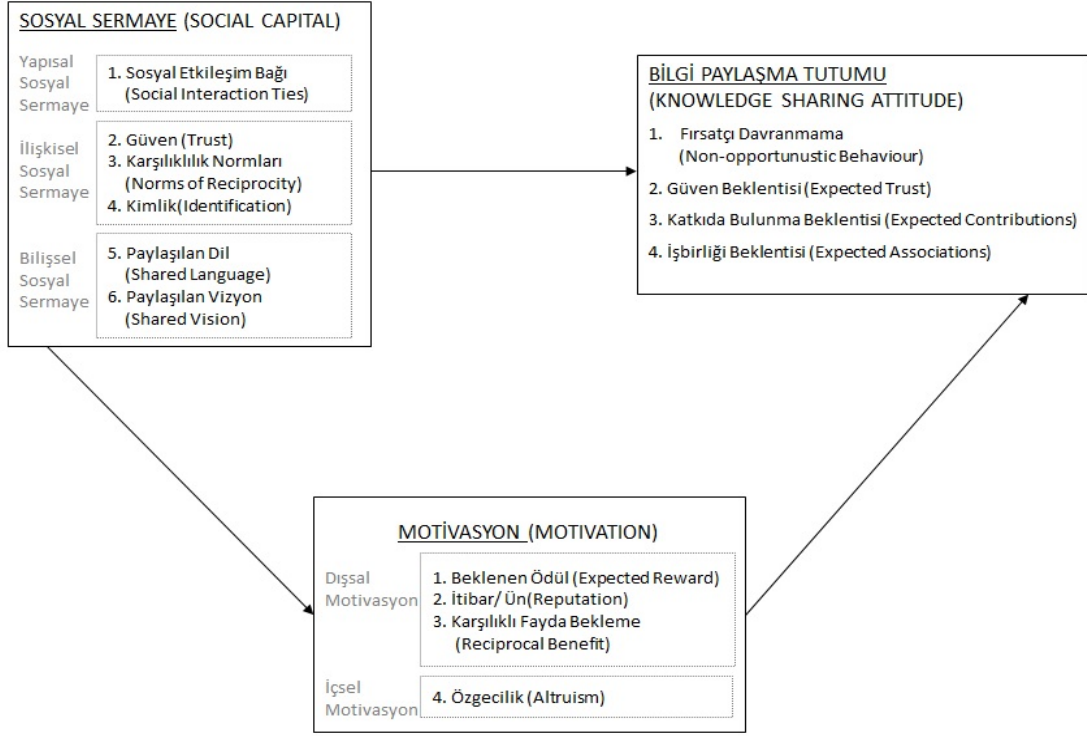 SOSYAL SERMAYE (SOCIAL CAPITAL)
Yapısal
Sosyal
Sermaye
1. Sosyal Etkileşim Bağı
(Social Interaction Ties)
İlişkisel
Sosyal
Sermaye
2. Güven (Trust)
3. Karşılıklılık Normları
(Norms of Reciprocity)
4. Kimlik(Identification)
Bilişsel
Sosyal
Sermaye
5. Paylaşılan Dil
(Shared Language)
6. Paylaşılan Vizyon
(Shared Vision)
BİLGİ PAYLAŞMA TUTUMU
(KNOWLEDGE SHARING ATTITUDE)
1. Fırsatçı Davranmama
(Non-opportunustic Behaviour)
2. Güven Beklentisi (Expected Trust)
3. Katkıda Bulunma Beklentisi (Expected Contributions)
4. İşbirliği Beklentisi (Expected Associations)
MOTİVASYON (MOTIVATION)
Dışsal
Motivasyon
1. Beklenen Ödül (Expected Reward)
2. İtibar/ Ün(Reputation)
3. Karşılıklı Fayda Bekleme
(Reciprocal Benefit)
İçsel
Motivasyon
4. Özgecilik (Altruism)